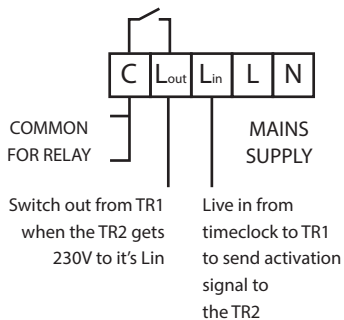 C Lout Lin L N
COMMON
FOR RELAY
MAINS
SUPPLY
Switch out from TR1
when the TR2 gets
230V to it's Lin
Live in from
timeclock to TR1
to send activation
signal to
the TR2